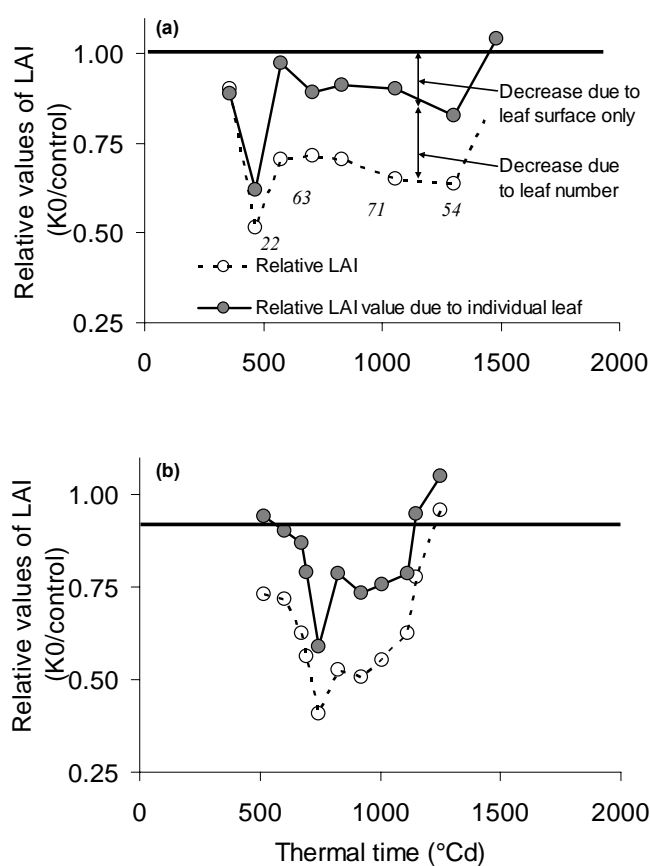 (a)
Relative values of LAI
(K0/control)
1.00
0.75
0.50
0.25
Decrease due to
leaf surface only
Decrease due
to leaf number
22
63
71
54
Relative LAI
Relative LAI value due to individual leaf
0
500
1000
1500
2000
(b)
Relative values of LAI
(K0/control)
1.00
0.75
0.50
0.25
0
500
1000
1500
2000
Thermal time (°Cd)